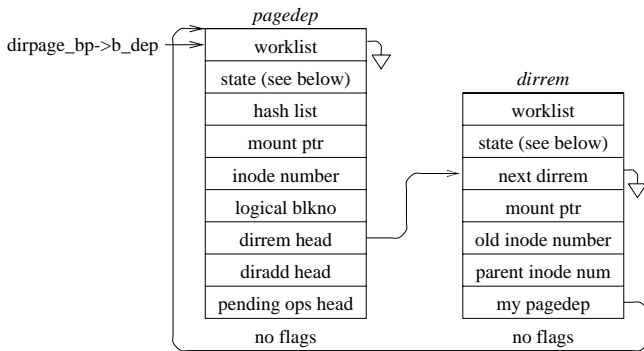 pagedep
dirpage_bp->b_dep
worklist
state (see below)
hash list
mount ptr
inode number
logical blkno
dirrem head
diradd head
pending ops head
no flags
dirrem
worklist
state (see below)
next dirrem
mount ptr
old inode number
parent inode num
my pagedep
no flags